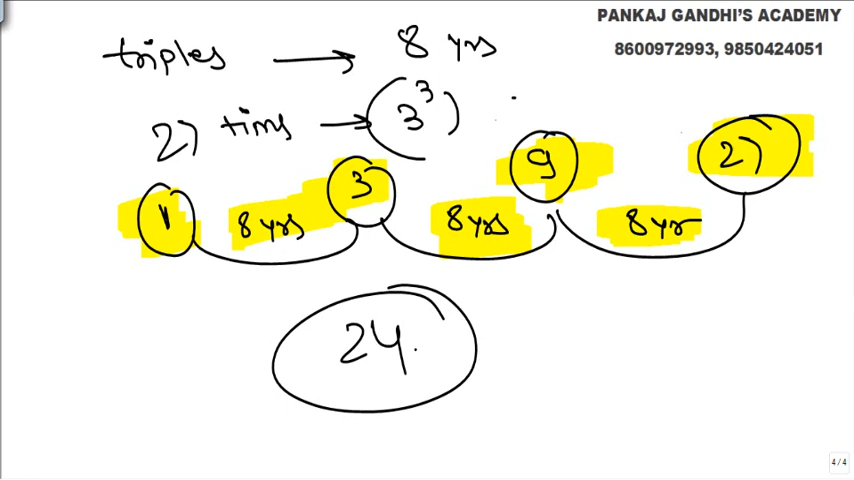 PANKAJ GANDHI'S ACADEMY
8600972993, 9850424051
triples → 8 yrs
27 tims → (3³)
1 8 yrs 3 8 yrs 9 8 yr 27
24.
4 / 4